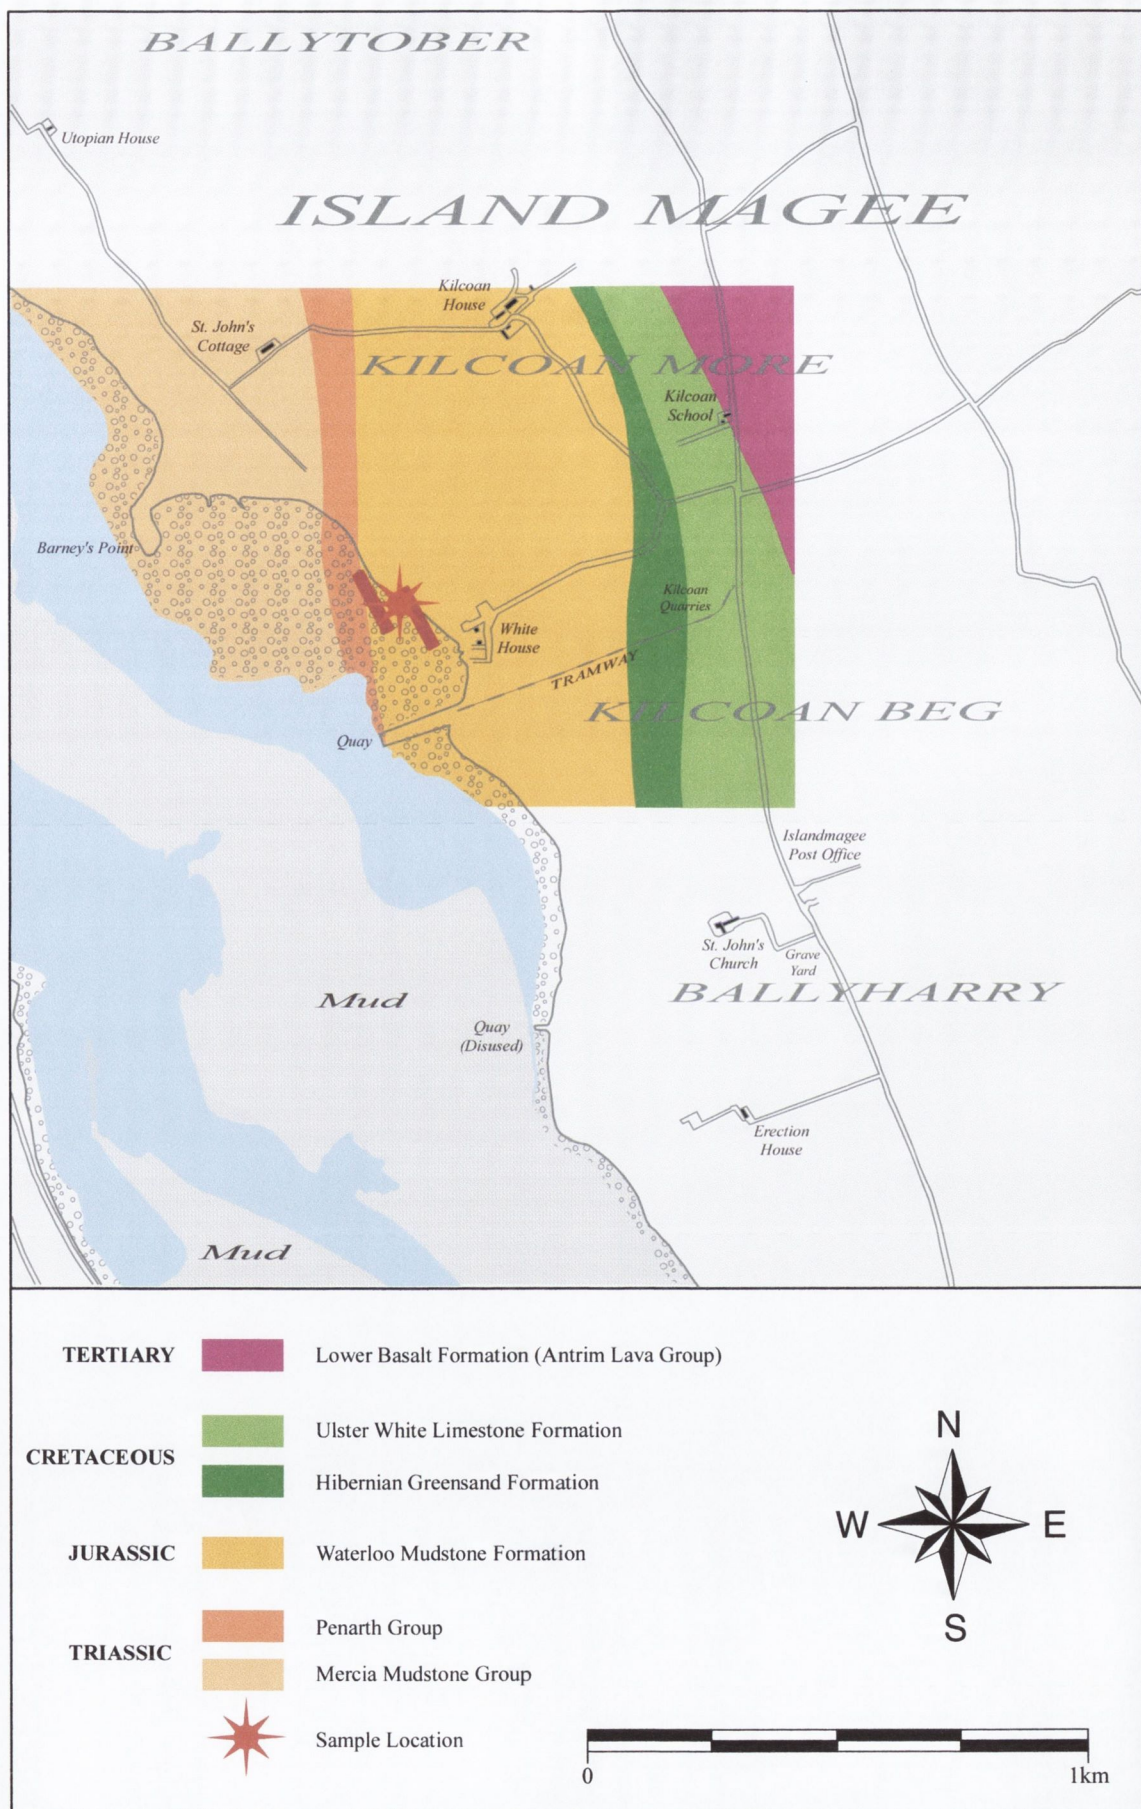 BALLYTOBER
Utopian House
ISLAND MAGEE
Kilcoan
House
St. John's
Cottage
KILCOAN MORE
Kilcoan
School
Barney's Point
Kilcoan
Quarries
White
House
TRAMWAY
KILCOAN BEG
Quay
Islandmagee
Post Office
St. John's
Church
Grave
Yard
BALLYHARRY
Mud
Quay
(Disused)
Erection
House
Mud
TERTIARY
Lower Basalt Formation (Antrim Lava Group)
CRETACEOUS
Ulster White Limestone Formation
Hibernian Greensand Formation
JURASSIC
Waterloo Mudstone Formation
TRIASSIC
Penarth Group
Mercia Mudstone Group
Sample Location
N
W
E
S
0
1km